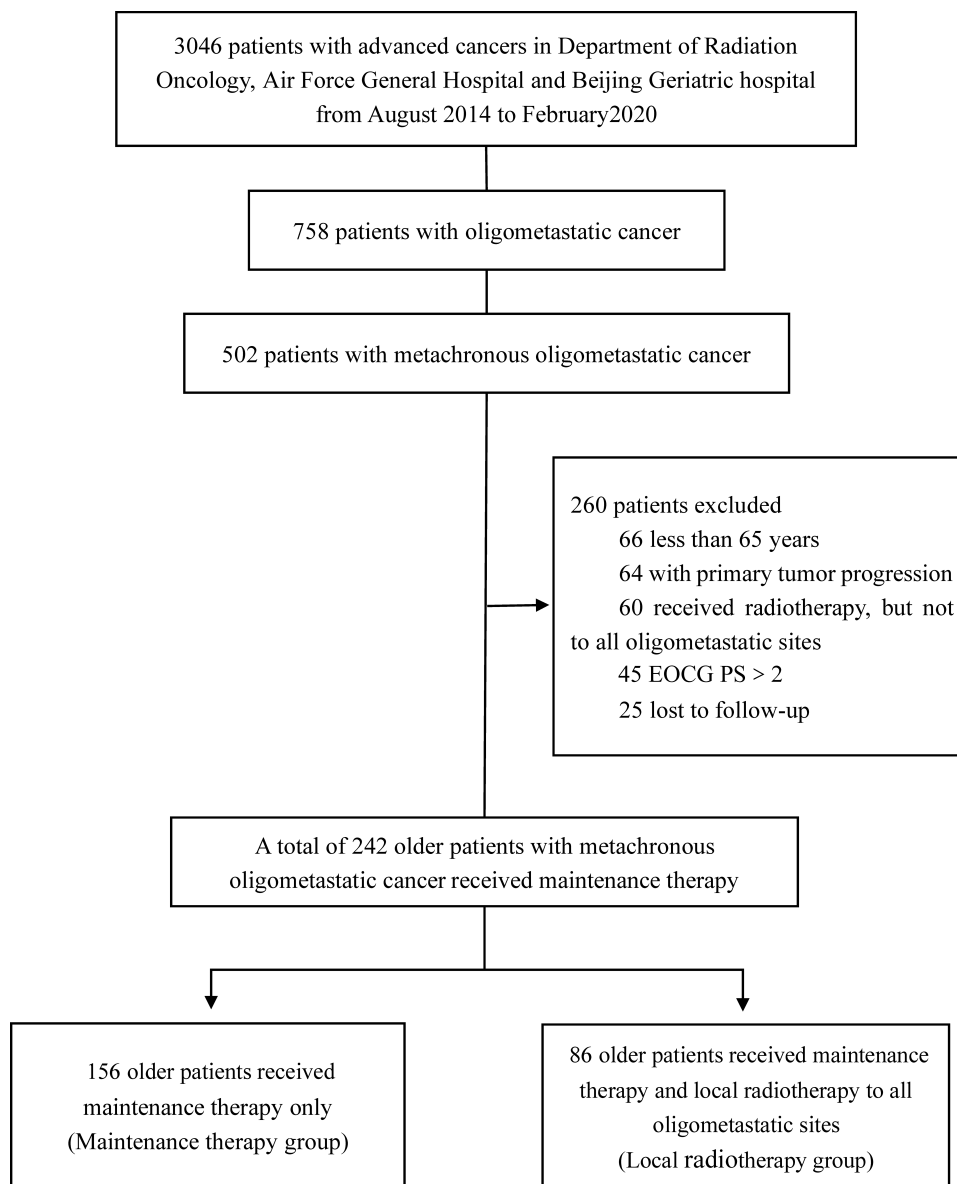 3046 patients with advanced cancers in Department of Radiation
Oncology, Air Force General Hospital and Beijing Geriatric hospital
from August 2014 to February2020
758 patients with oligometastatic cancer
502 patients with metachronous oligometastatic cancer
260 patients excluded
66 less than 65 years
64 with primary tumor progression
60 received radiotherapy, but not
to all oligometastatic sites
45 EOCG PS > 2
25 lost to follow-up
A total of 242 older patients with metachronous
oligometastatic cancer received maintenance therapy
156 older patients received
maintenance therapy only
(Maintenance therapy group)
86 older patients received maintenance
therapy and local radiotherapy to all
oligometastatic sites
(Local radiotherapy group)